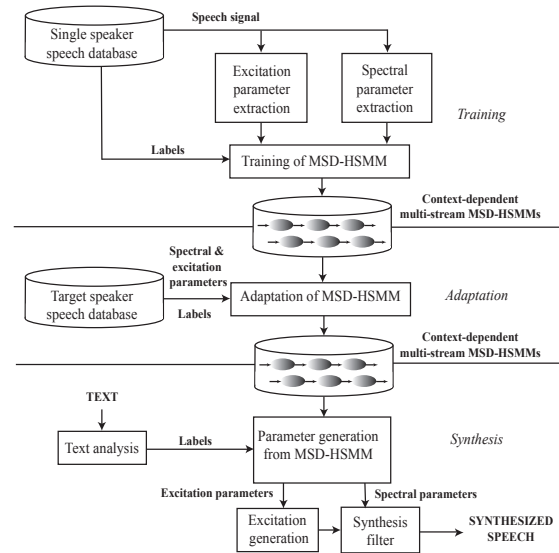 Single speaker
speech database
Speech signal
Excitation
parameter
extraction
Spectral
parameter
extraction
Training
Labels
Training of MSD-HSMM
Context-dependent
multi-stream MSD-HSMMs
Spectral &
excitation
parameters
Target speaker
speech database
Labels
Adaptation of MSD-HSMM
Adaptation
Context-dependent
multi-stream MSD-HSMMs
TEXT
Text analysis
Labels
Parameter generation
from MSD-HSMM
Synthesis
Excitation parameters
Spectral parameters
Excitation
generation
Synthesis
filter
SYNTHESIZED
SPEECH